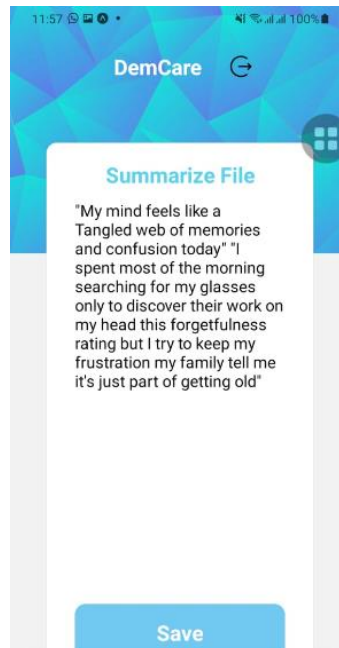 11:57
100%
DemCare
Summarize File
"My mind feels like a
Tangled web of memories
and confusion today" "I
spent most of the morning
searching for my glasses
only to discover their work on
my head this forgetfulness
rating but I try to keep my
frustration my family tell me
it's just part of getting old"
Save